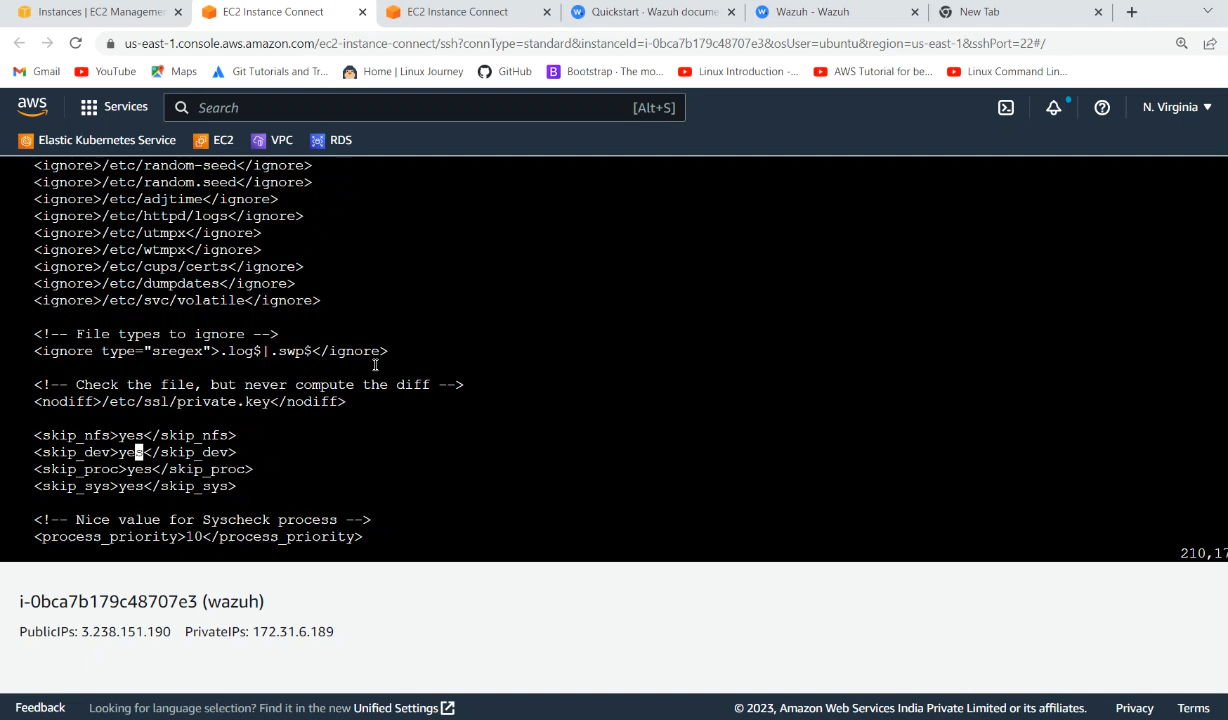 Instances | EC2 Managemen
EC2 Instance Connect
EC2 Instance Connect
Quickstart - Wazuh docume
Wazuh - Wazuh
New Tab
us-east-1.console.aws.amazon.com/ec2-instance-connect/ssh?connType=standard&instanceId=i-0bca7b179c48707e3&osUser=ubuntu&region=us-east-1&sshPort=22#/
Gmail
YouTube
Maps
Git Tutorials and Tr...
Home | Linux Journey
GitHub
Bootstrap · The mo...
Linux Introduction -...
AWS Tutorial for be...
Linux Command Lin...
aws
Services
Search
[Alt+S]
N. Virginia
Elastic Kubernetes Service
EC2
VPC
RDS
<ignore>/etc/random-seed</ignore>
<ignore>/etc/random.seed</ignore>
<ignore>/etc/adjtime</ignore>
<ignore>/etc/httpd/logs</ignore>
<ignore>/etc/utmpx</ignore>
<ignore>/etc/wtmpx</ignore>
<ignore>/etc/cups/certs</ignore>
<ignore>/etc/dumpdates</ignore>
<ignore>/etc/svc/volatile</ignore>
<!-- File types to ignore -->
<ignore type="sregex">.log$|.swp$</ignore>
<!-- Check the file, but never compute the diff -->
<nodiff>/etc/ssl/private.key</nodiff>
<skip_nfs>yes</skip_nfs>
<skip_dev>yes</skip_dev>
<skip_proc>yes</skip_proc>
<skip_sys>yes</skip_sys>
<!-- Nice value for Syscheck process -->
<process_priority>10</process_priority>
210,17
i-0bca7b179c48707e3 (wazuh)
PublicIPs: 3.238.151.190 PrivateIPs: 172.31.6.189
Feedback
Looking for language selection? Find it in the new Unified Settings
© 2023, Amazon Web Services India Private Limited or its affiliates.
Privacy
Terms